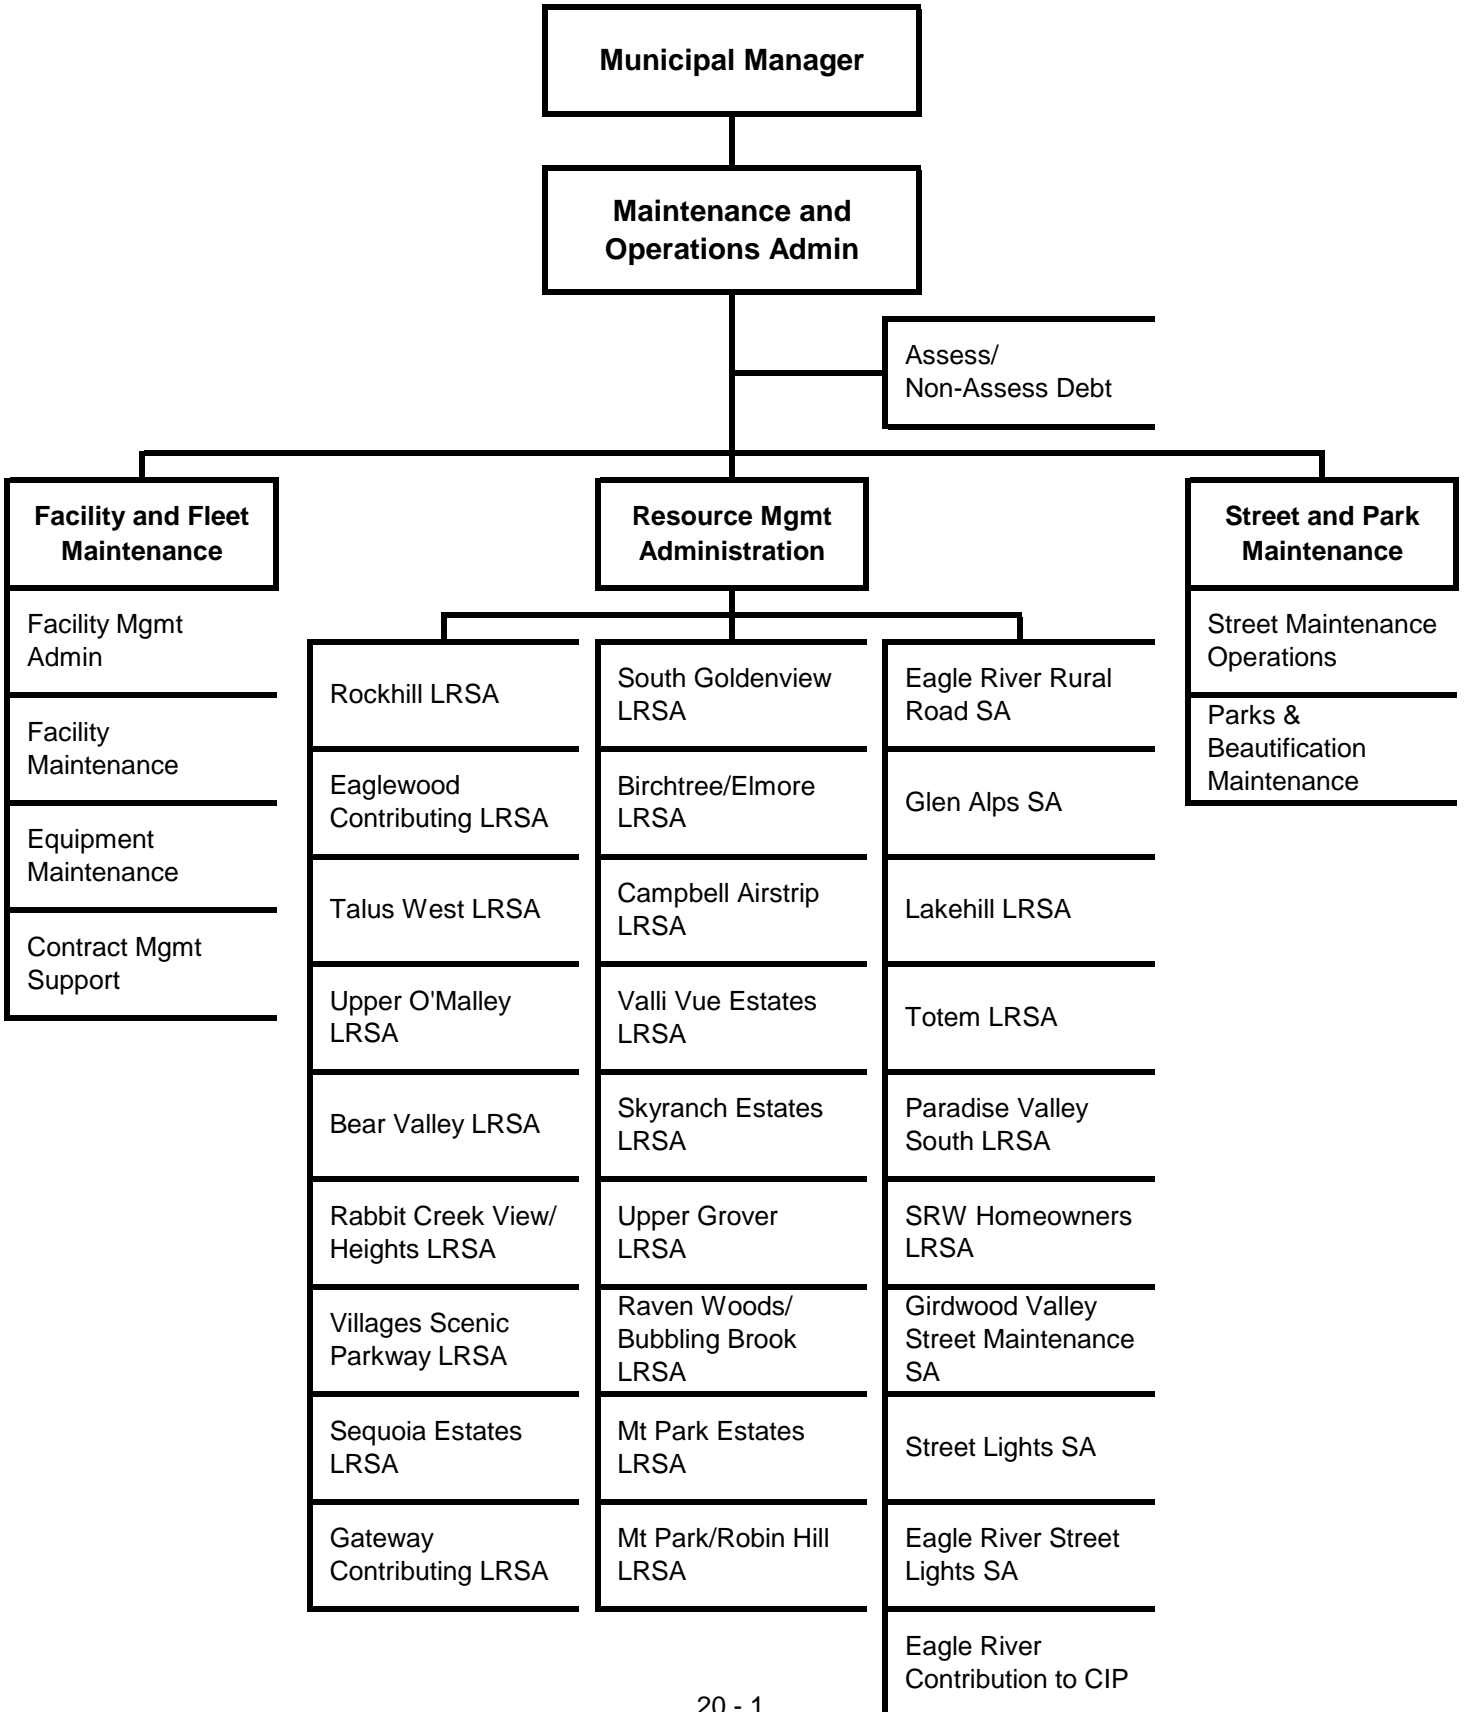 Municipal Manager
Maintenance and
Operations Admin
Assess/
Non-Assess Debt
Facility and Fleet
Maintenance
Facility Mgmt
Admin
Facility
Maintenance
Equipment
Maintenance
Contract Mgmt
Support
Resource Mgmt
Administration
Rockhill LRSA
Eaglewood
Contributing LRSA
Talus West LRSA
Upper O'Malley
LRSA
Bear Valley LRSA
Rabbit Creek View/
Heights LRSA
Villages Scenic
Parkway LRSA
Sequoia Estates
LRSA
Gateway
Contributing LRSA
South Goldenview
LRSA
Birchtree/Elmore
LRSA
Campbell Airstrip
LRSA
Valli Vue Estates
LRSA
Skyranch Estates
LRSA
Upper Grover
LRSA
Raven Woods/
Bubbling Brook
LRSA
Mt Park Estates
LRSA
Mt Park/Robin Hill
LRSA
Eagle River Rural
Road SA
Glen Alps SA
Lakehill LRSA
Totem LRSA
Paradise Valley
South LRSA
SRW Homeowners
LRSA
Girdwood Valley
Street Maintenance
SA
Street Lights SA
Eagle River Street
Lights SA
Eagle River
Contribution to CIP
Street and Park
Maintenance
Street Maintenance
Operations
Parks &
Beautification
Maintenance
20 - 1